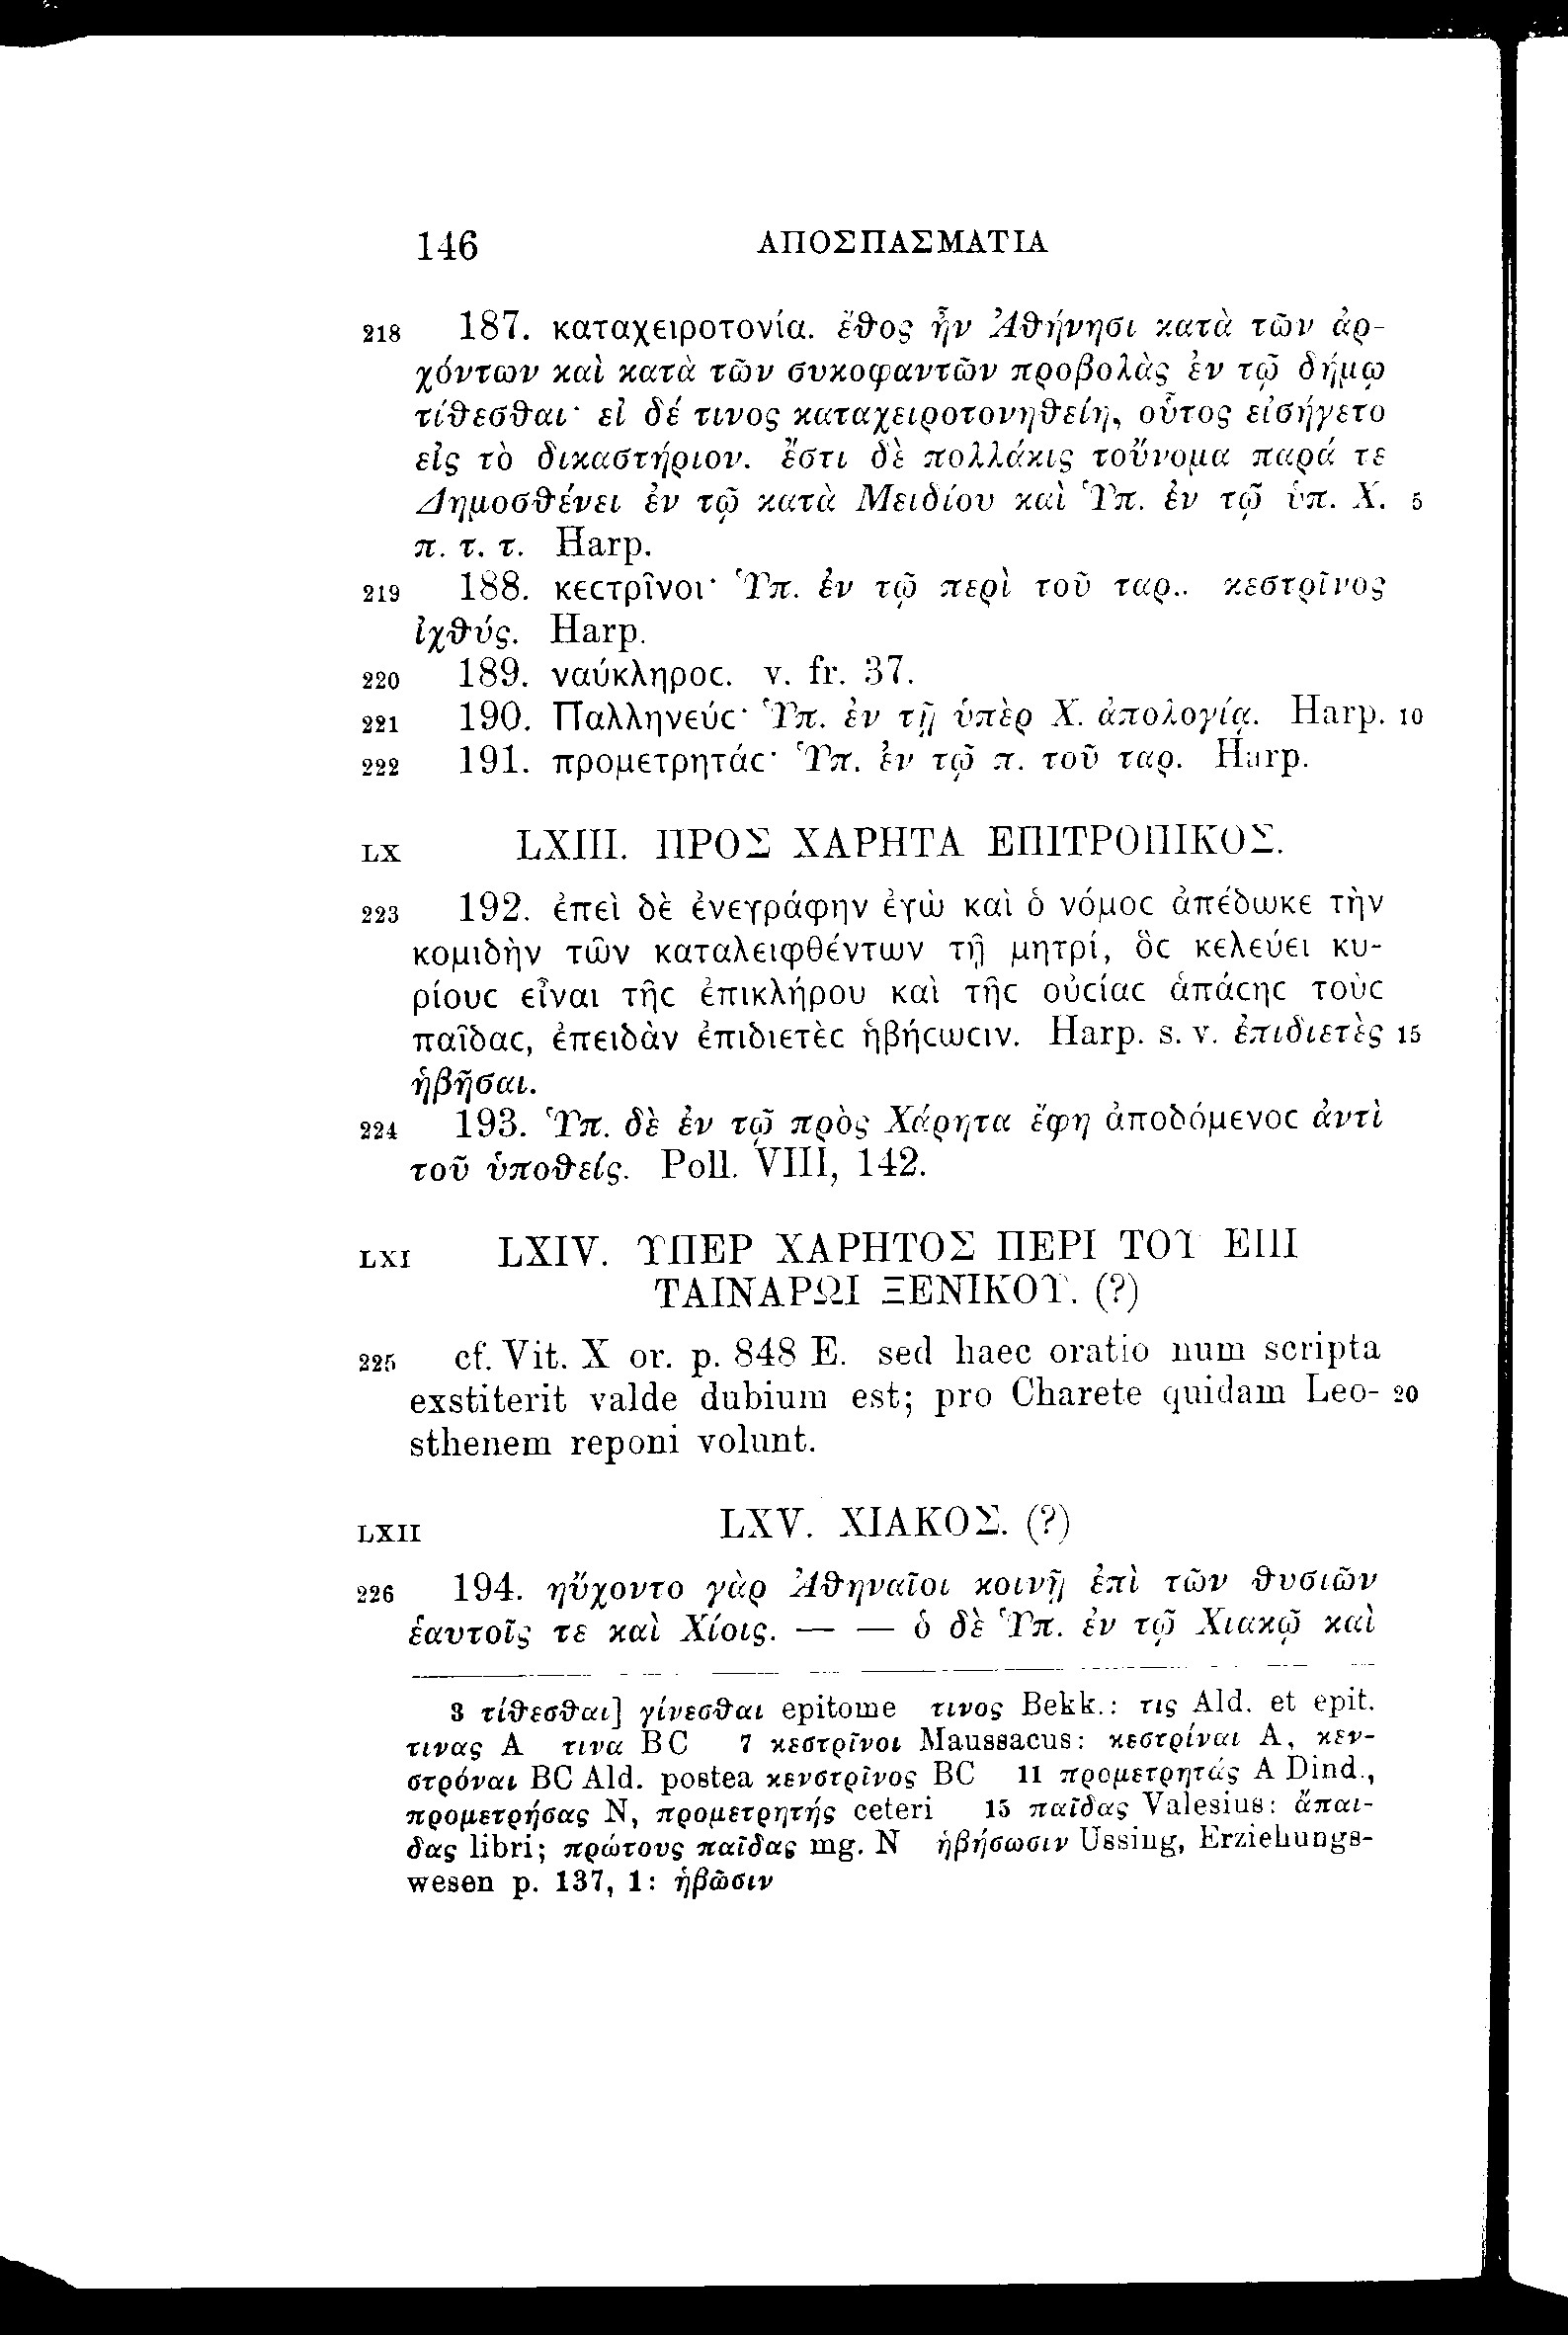 146 ΑΠΟΣΠΑΣΜΑΤΙΑ
218 187. καταχειροτονία. ἔθος ἦν Ἀθήνησι κατὰ τῶν ἀρ-
χόντων καὶ κατὰ τῶν συκοφαντῶν προβολὰς ἐν τῷ δήμῳ
τίθεσθαι· εἰ δέ τινος καταχειροτονηθείη, οὗτος εἰσήγετο
εἰς τὸ δικαστήριον. ἔστι δὲ πολλάκις τοὔνομα παρά τε
Δημοσθένει ἐν τῷ κατὰ Μειδίου καὶ Ὑπ. ἐν τῷ ὑπ. Χ. 5
π. τ. τ. Harp.
219 188. κεϲτρῖνοι· Ὑπ. ἐν τῷ περὶ τοῦ ταρ.. κεστρῖνος
ἰχθύς. Harp.
220 189. ναύκληροϲ. v. fr. 37.
221 190. Παλληνεύϲ· Ὑπ. ἐν τῇ ὑπὲρ Χ. ἀπολογίᾳ. Harp. 10
222 191. προμετρητάϲ· Ὑπ. ἐν τῷ π. τοῦ ταρ. Harp.
LX LXIII. ΠΡΟΣ ΧΑΡΗΤΑ ΕΠΙΤΡΟΠΙΚΟΣ.
223 192. ἐπεὶ δὲ ἐνεγράφην ἐγὼ καὶ ὁ νόμοϲ ἀπέδωκε τὴν
κομιδὴν τῶν καταλειφθέντων τῇ μητρί, ὃϲ κελεύει κυ-
ρίουϲ εἶναι τῆϲ ἐπικλήρου καὶ τῆϲ οὐϲίαϲ ἁπάϲηϲ τοὺϲ
παῖδαϲ, ἐπειδὰν ἐπιδιετὲϲ ἡβήϲωϲιν. Harp. s. v. ἐπιδιετὲς 15
ἡβῆσαι.
224 193. Ὑπ. δὲ ἐν τῷ πρὸς Χάρητα ἔφη ἀποδόμενοϲ ἀντὶ
τοῦ ὑποθείς. Poll. VIII, 142.
LXI LXIV. ΥΠΕΡ ΧΑΡΗΤΟΣ ΠΕΡΙ ΤΟΥ ΕΠΙ
ΤΑΙΝΑΡΩΙ ΞΕΝΙΚΟΥ. (?)
225 cf. Vit. X or. p. 848 E. sed haec oratio num scripta
exstiterit valde dubium est; pro Charete quidam Leo- 20
sthenem reponi volunt.
LXII LXV. ΧΙΑΚΟΣ. (?)
226 194. ηὔχοντο γὰρ Ἀθηναῖοι κοινῇ ἐπὶ τῶν θυσιῶν
ἑαυτοῖς τε καὶ Χίοις. — — ὁ δὲ Ὑπ. ἐν τῷ Χιακῷ καὶ
3 τίθεσθαι] γίνεσθαι epitome τινος Bekk.: τις Ald. et epit.
τινας A τινα BC 7 κεστρῖνοι Maussacus: κεστρίναι A, κεν-
στρόναι BC Ald. postea κενστρῖνος BC 11 προμετρητάς A Dind.,
προμετρήσας N, προμετρητής ceteri 15 παῖδας Valesius: ἅπαι-
δας libri; πρώτους παῖδας mg. N ἡβήσωσιν Ussing, Erziehungs-
wesen p. 137, 1: ἡβῶσιν